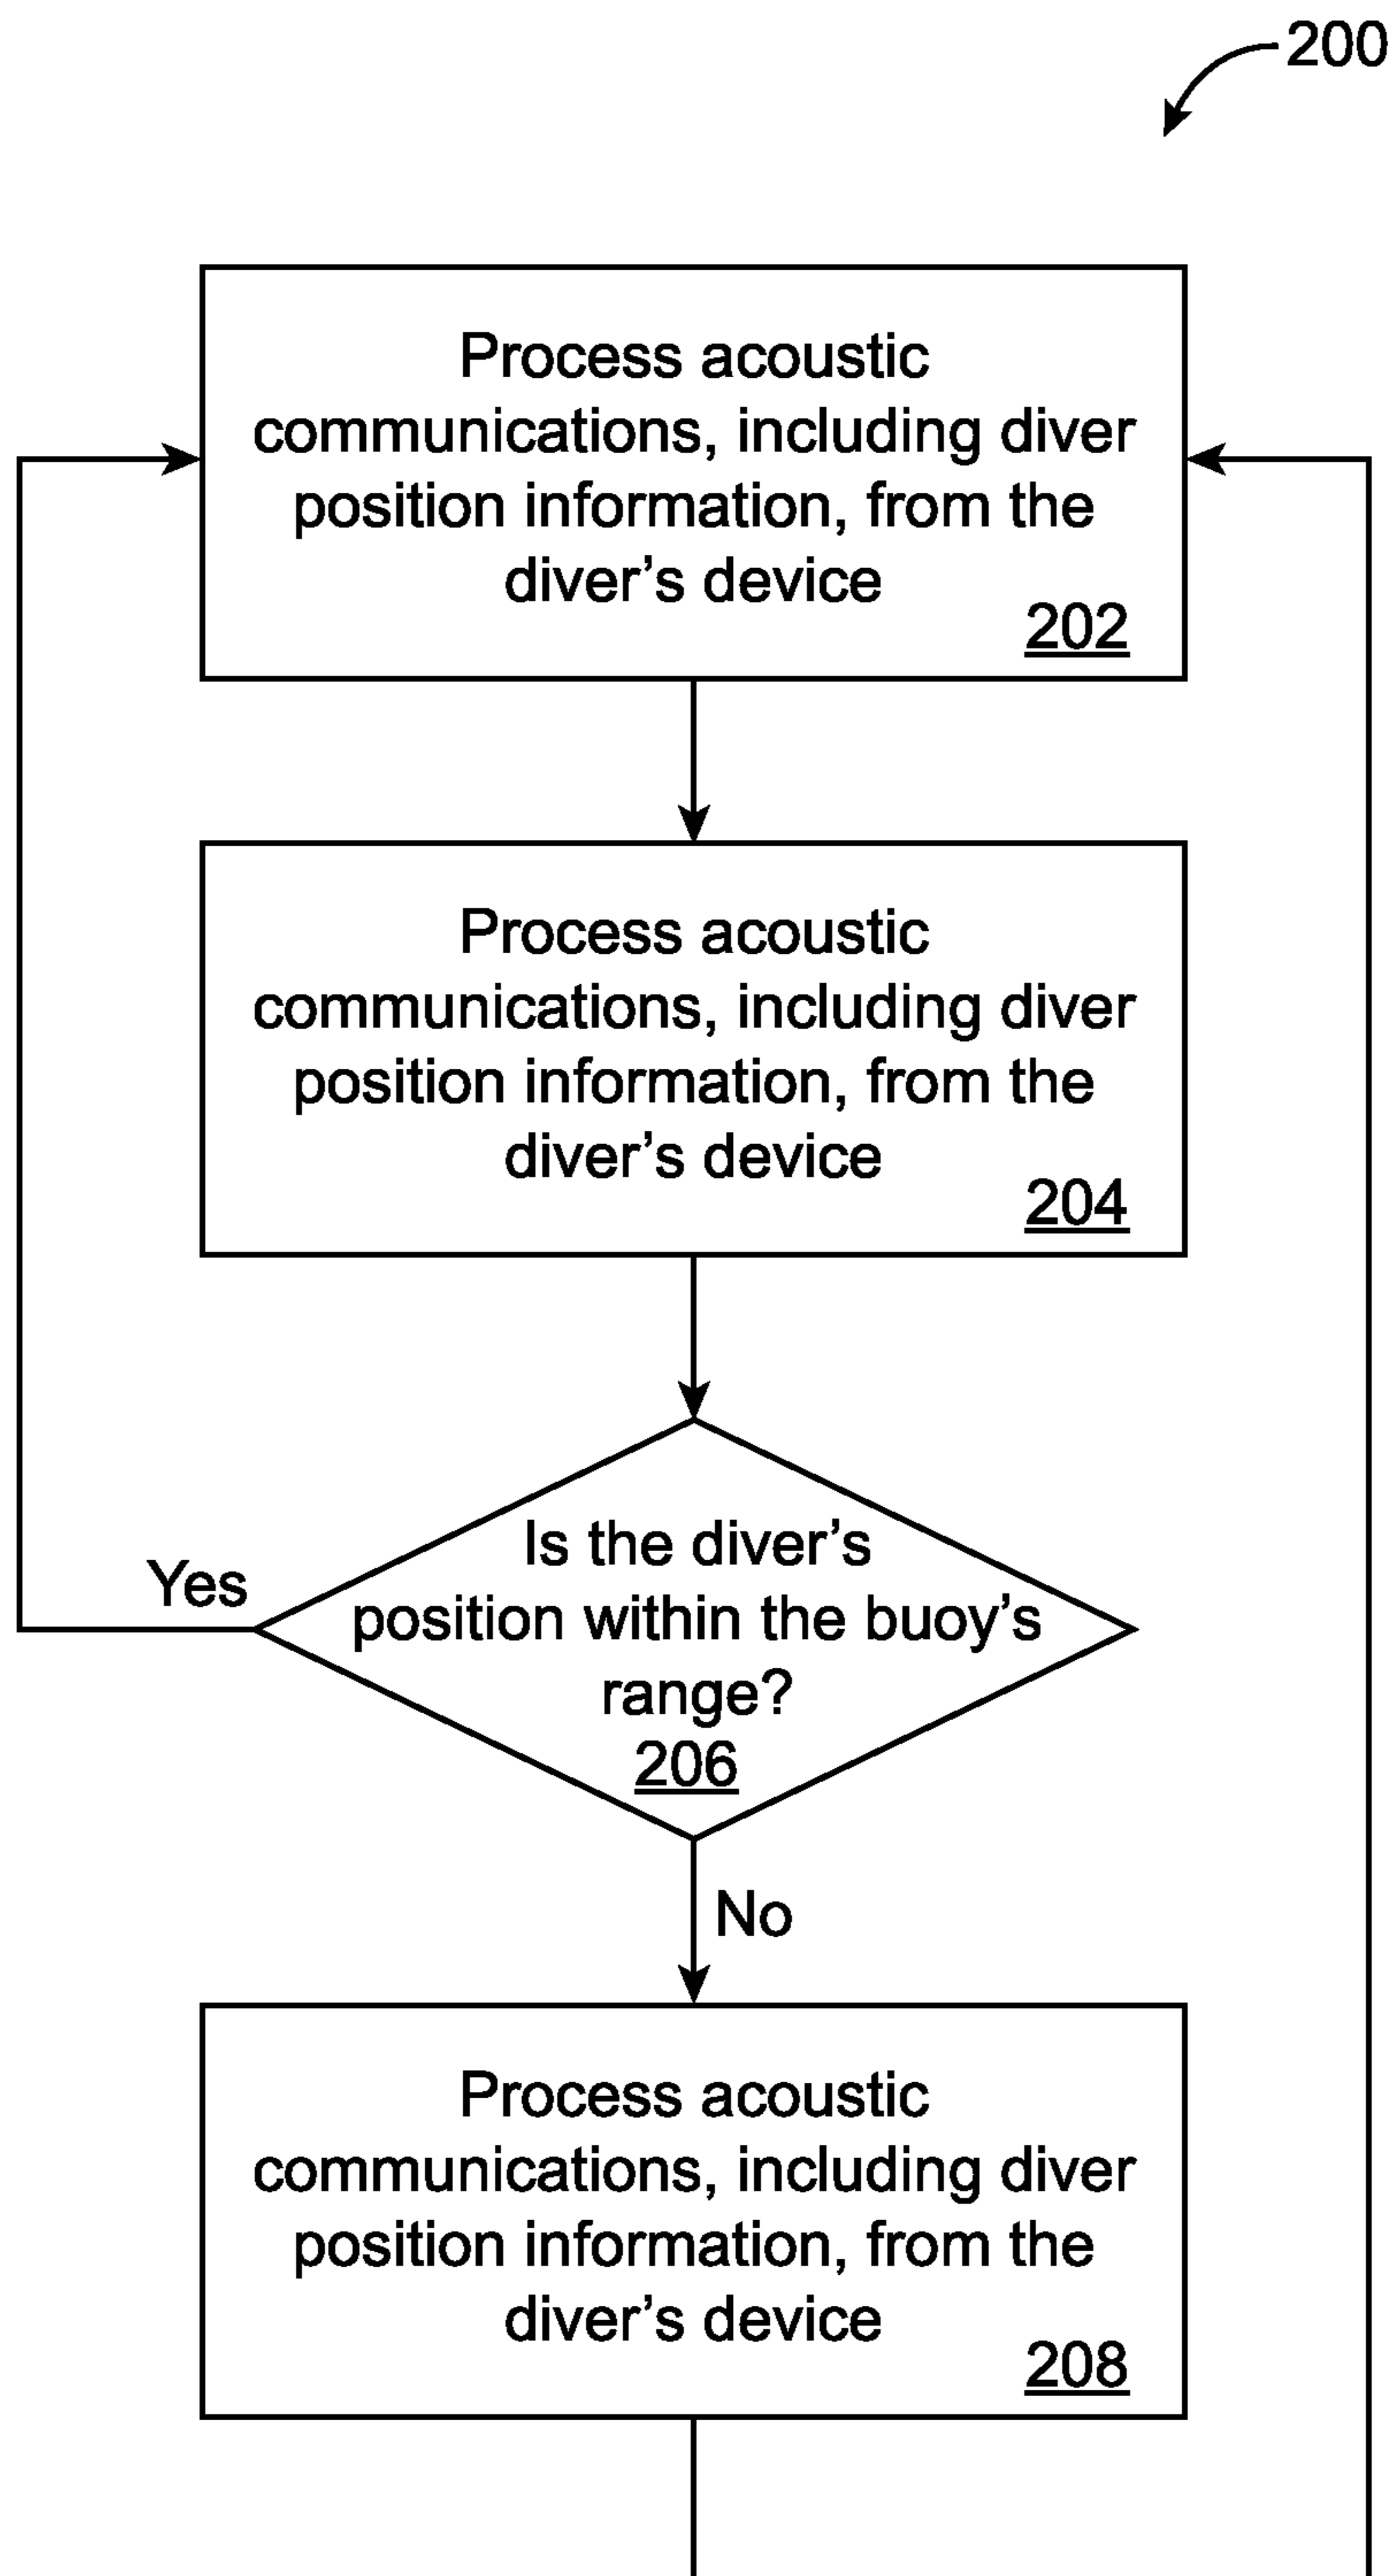 200
Process acoustic
communications, including diver
position information, from the
diver’s device
202
Process acoustic
communications, including diver
position information, from the
diver’s device
204
Is the diver’s
position within the buoy’s
range?
206
Yes
No
Process acoustic
communications, including diver
position information, from the
diver’s device
208